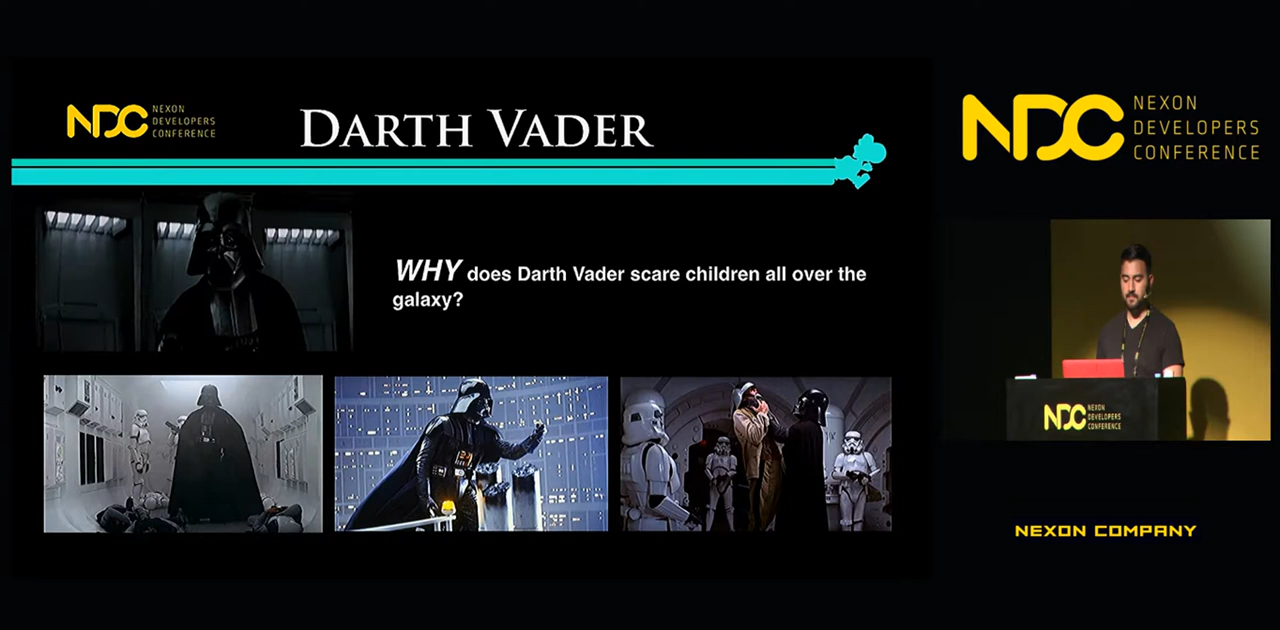 NDC NEXON
DEVELOPERS
CONFERENCE
DARTH VADER
WHY does Darth Vader scare children all over the
galaxy?
NDC NEXON
DEVELOPERS
CONFERENCE
NDC NEXON
DEVELOPERS
CONFERENCE
NEXON COMPANY